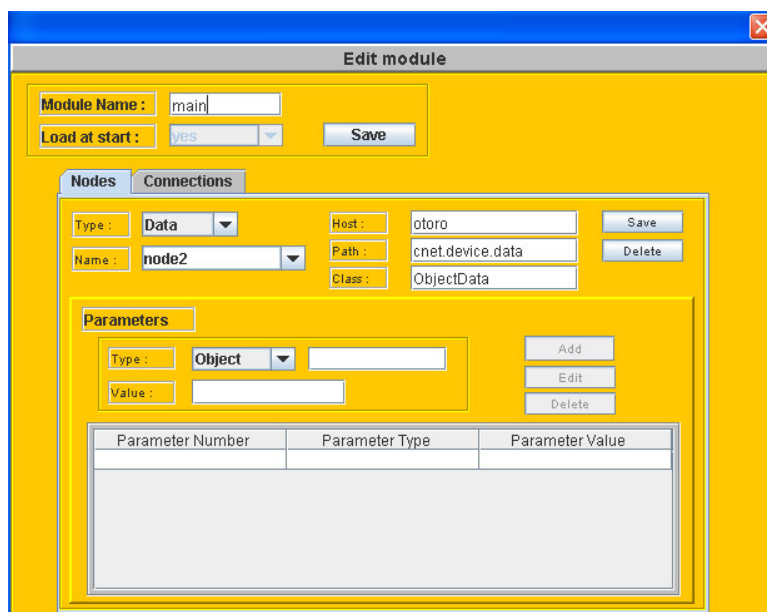 Edit module
Module Name : main
Load at start : yes Save
Nodes Connections
Type : Data Host : otoro Save
Name : node2 Path : cnet.device.data Delete
Class : ObjectData
Parameters
Type : Object Add
Value : Edit
Delete
Parameter Number Parameter Type Parameter Value